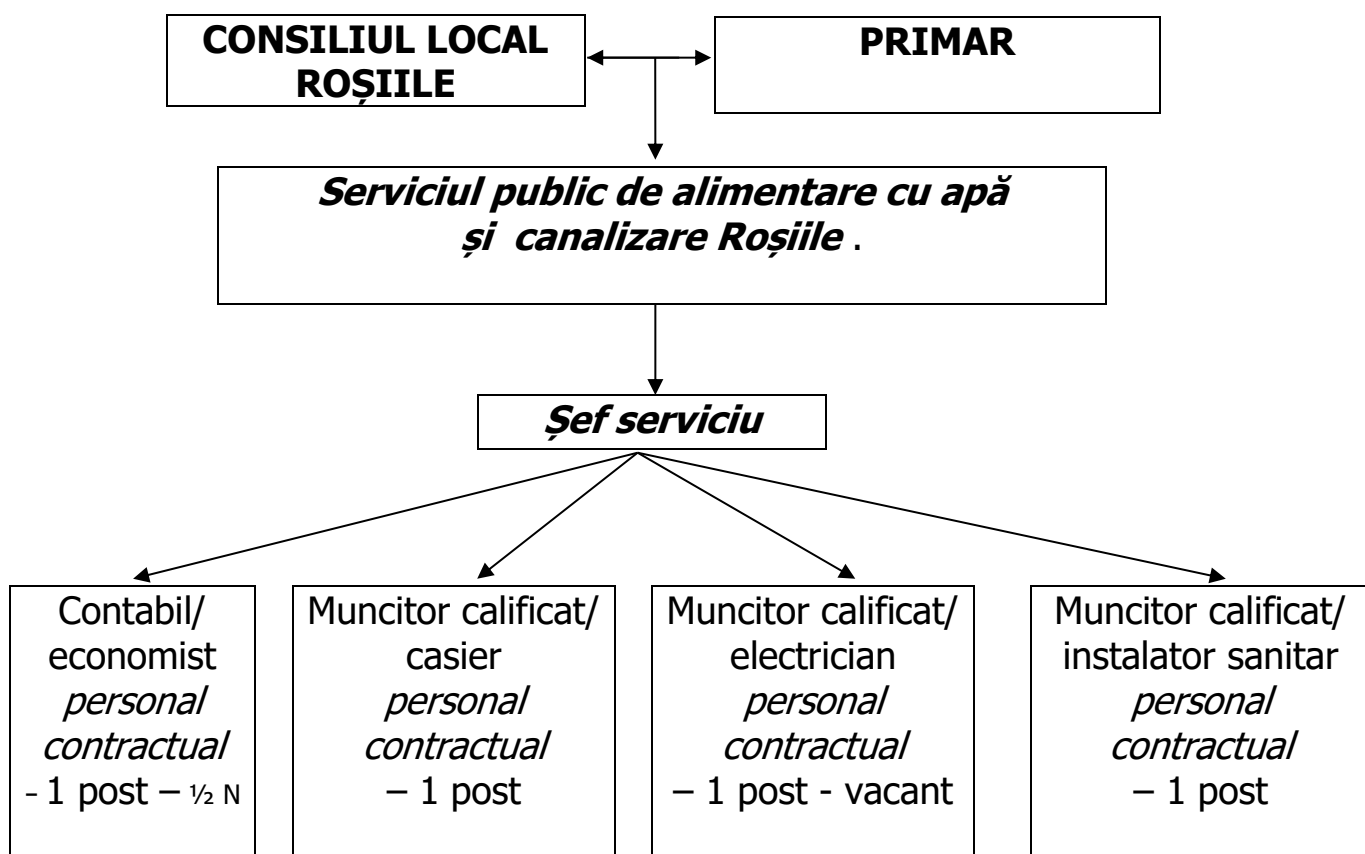 CONSILIUL LOCAL
ROȘIILE
PRIMAR
Serviciul public de alimentare cu apă
și canalizare Roșiile .
Șef serviciu
Contabil/
economist
personal
contractual
- 1 post – ½ N
Muncitor calificat/
casier
personal
contractual
– 1 post
Muncitor calificat/
electrician
personal
contractual
– 1 post - vacant
Muncitor calificat/
instalator sanitar
personal
contractual
– 1 post